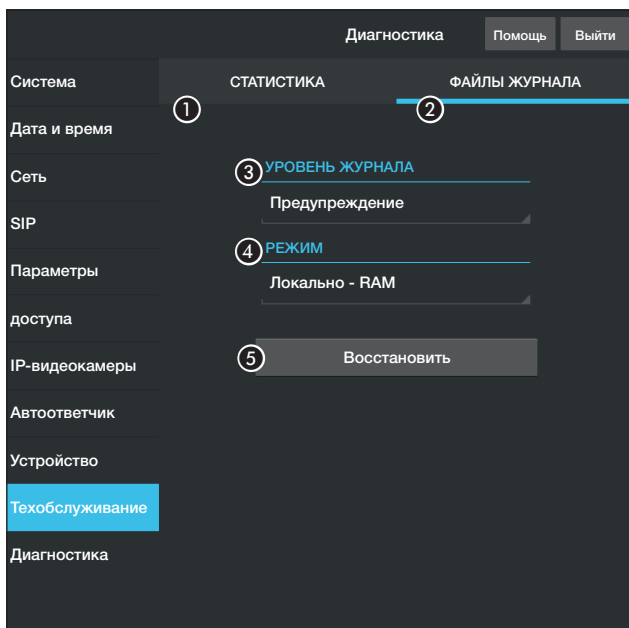 Диагностика
Помощь
Выйти
Система
Дата и время
Сеть
SIP
Параметры
доступа
IP-видеокамеры
Автоответчик
Устройство
Техобслуживание
Диагностика
СТАТИСТИКА
ФАЙЛЫ ЖУРНАЛА
1
2
3 УРОВЕНЬ ЖУРНАЛА
Предупреждение
4 РЕЖИМ
Локально - RAM
5 Восстановить